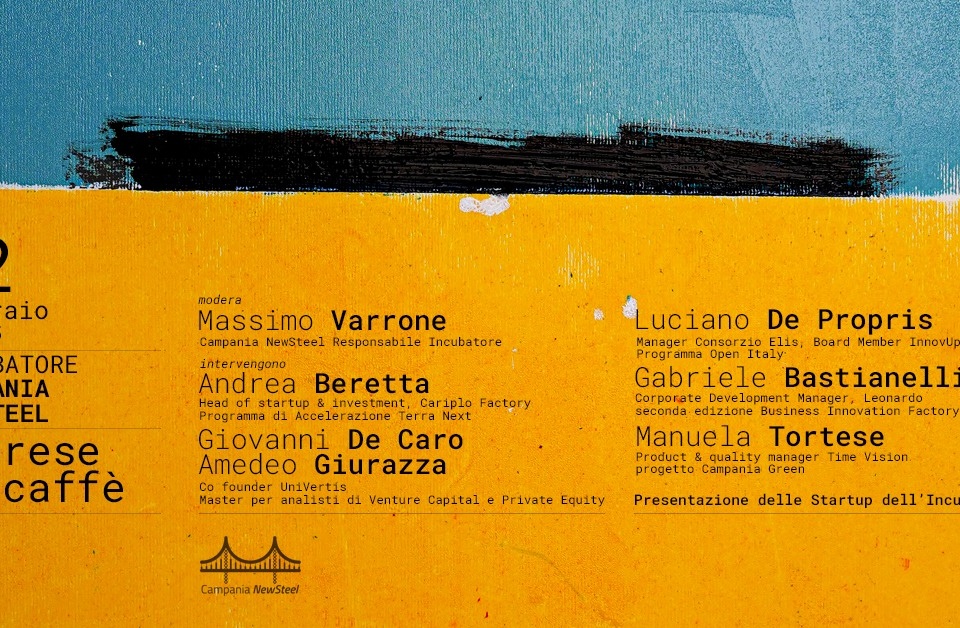 2
raio
BATORE
ANIA
STEEL
rese
caffè
modera
Massimo Varrone
Campania NewSteel Responsabile Incubatore
intervengono
Andrea Beretta
Head of startup & investment, Cariplo Factory
Programma di Accelerazione Terra Next
Giovanni De Caro
Amedeo Giurazza
Co founder UniVertis
Master per analisti di Venture Capital e Private Equity
Luciano De Propris
Manager Consorzio Elis, Board Member InnovUp
Programma Open Italy
Gabriele Bastianelli
Corporate Development Manager, Leonardo
seconda edizione Business Innovation Factory
Manuela Tortese
Product & quality manager Time Vision
progetto Campania Green
Presentazione delle Startup dell'Incu
Campania NewSteel